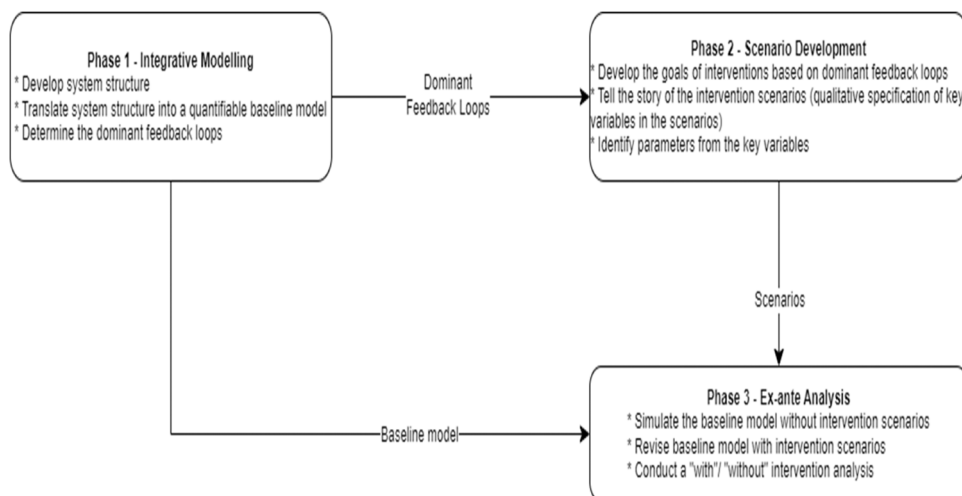 Phase 1 - Integrative Modelling
* Develop system structure
* Translate system structure into a quantifiable baseline model
* Determine the dominant feedback loops
Dominant
Feedback Loops
Phase 2 - Scenario Development
* Develop the goals of interventions based on dominant feedback loops
* Tell the story of the intervention scenarios (qualitative specification of key
variables in the scenarios)
* Identify parameters from the key variables
Scenarios
Baseline model
Phase 3 - Ex-ante Analysis
* Simulate the baseline model without intervention scenarios
* Revise baseline model with intervention scenarios
* Conduct a "with"/ "without" intervention analysis